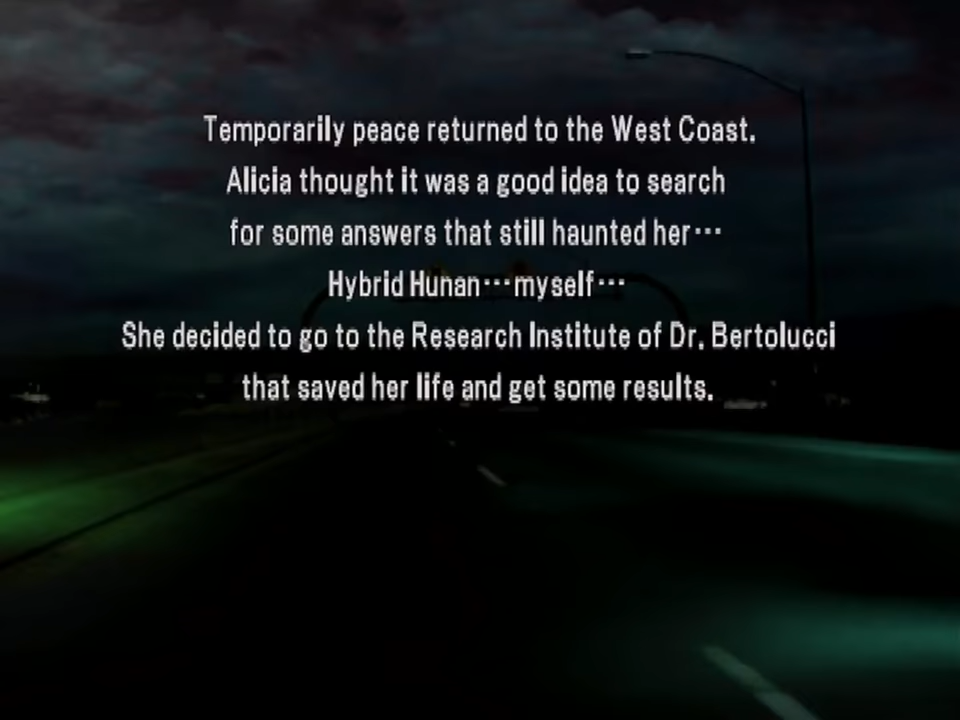 Temporarily peace returned to the West Coast.
Alicia thought it was a good idea to search
for some answers that still haunted her···
Hybrid Hunan···myself···
She decided to go to the Research Institute of Dr. Bertolucci
that saved her life and get some results.